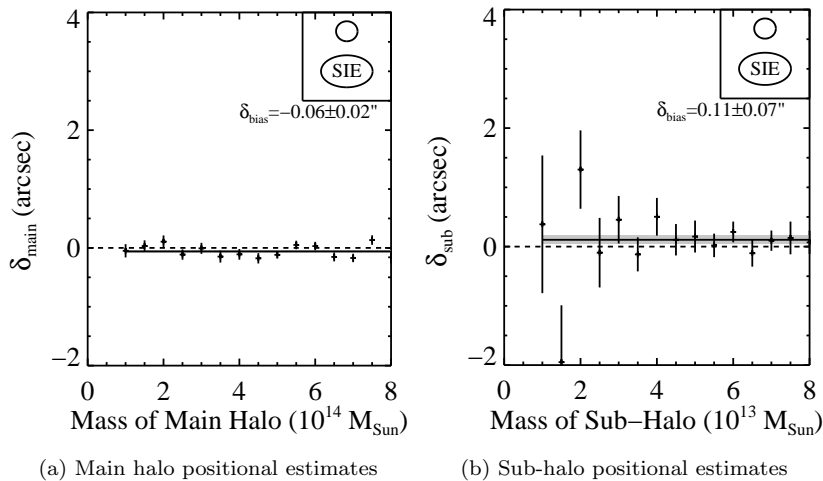 4
SIE
δbias=−0.06±0.02"
2
δmain (arcsec)
0
−2
0 2 4 6 8
Mass of Main Halo (10^14 MSun)
(a) Main halo positional estimates
4
SIE
δbias=0.11±0.07"
2
δsub (arcsec)
0
−2
0 2 4 6 8
Mass of Sub−Halo (10^13 MSun)
(b) Sub-halo positional estimates